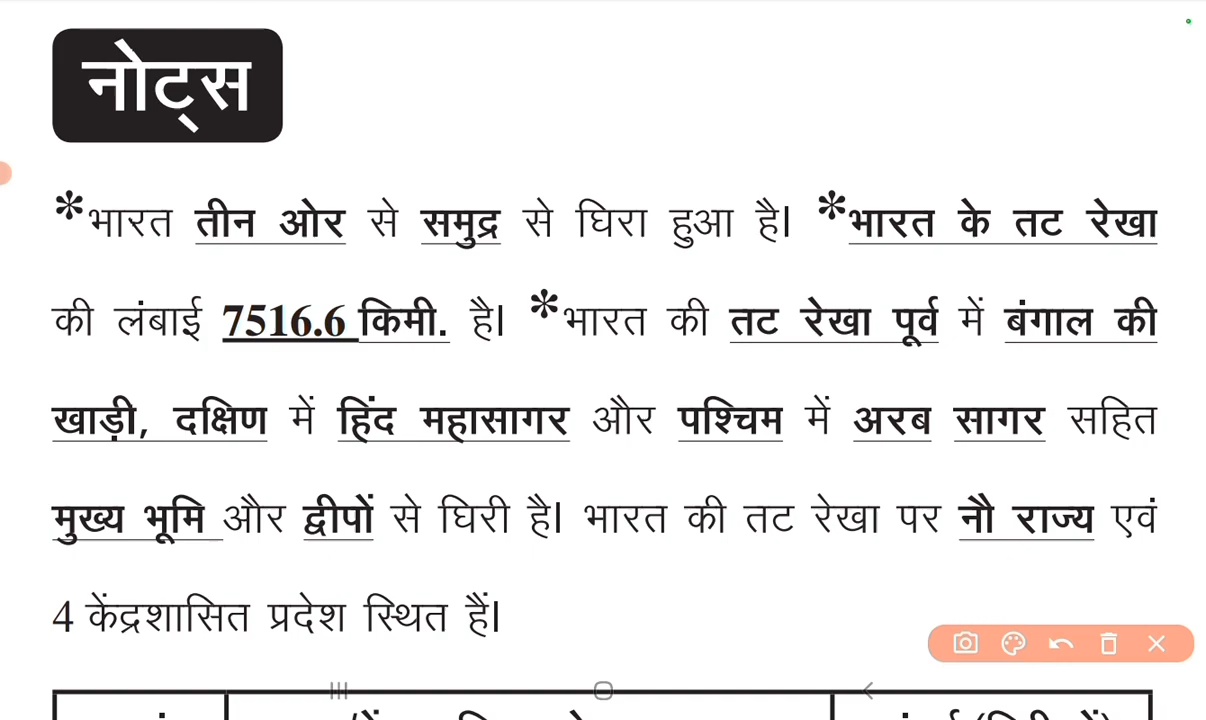 नोट्स
*भारत तीन ओर से समुद्र से घिरा हुआ है। *भारत के तट रेखा
की लंबाई 7516.6 किमी. है। *भारत की तट रेखा पूर्व में बंगाल की
खाड़ी, दक्षिण में हिंद महासागर और पश्चिम में अरब सागर सहित
मुख्य भूमि और द्वीपों से घिरी है। भारत की तट रेखा पर नौ राज्य एवं
4 केंद्रशासित प्रदेश स्थित हैं।